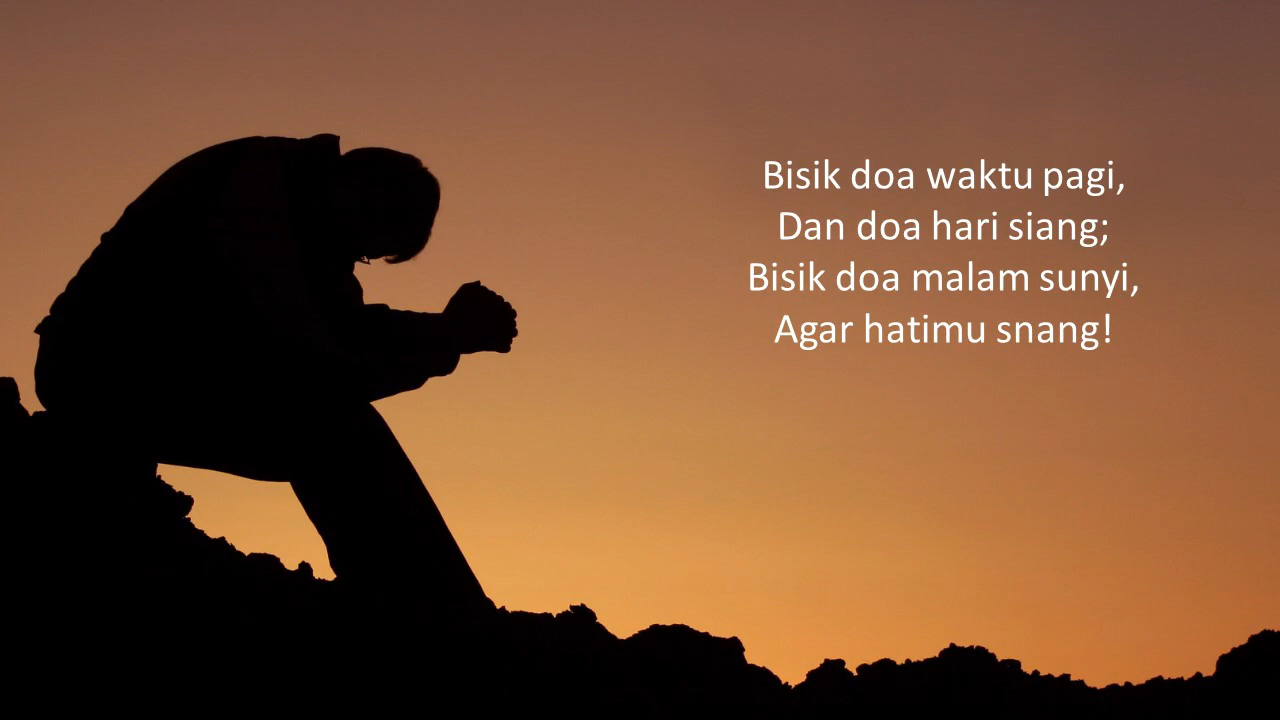 Bisik doa waktu pagi,
Dan doa hari siang;
Bisik doa malam sunyi,
Agar hatimu snang!